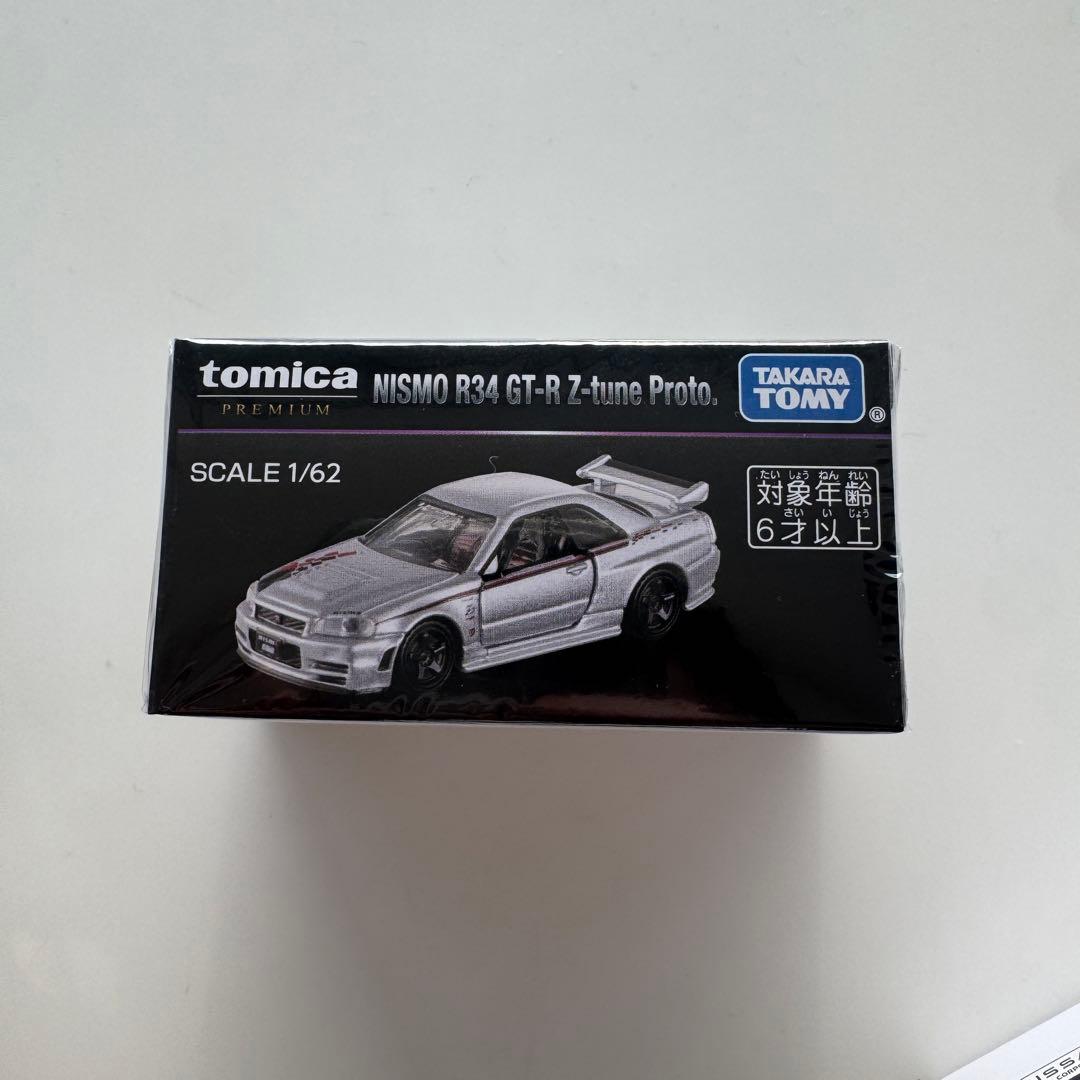 tomica
PREMIUM
NISMO R34 GT-R Z-tune Proto.
TAKARA
TOMY
®
SCALE 1/62
たい しょう ねん れい
対象年齢
さい い じょう
6才以上